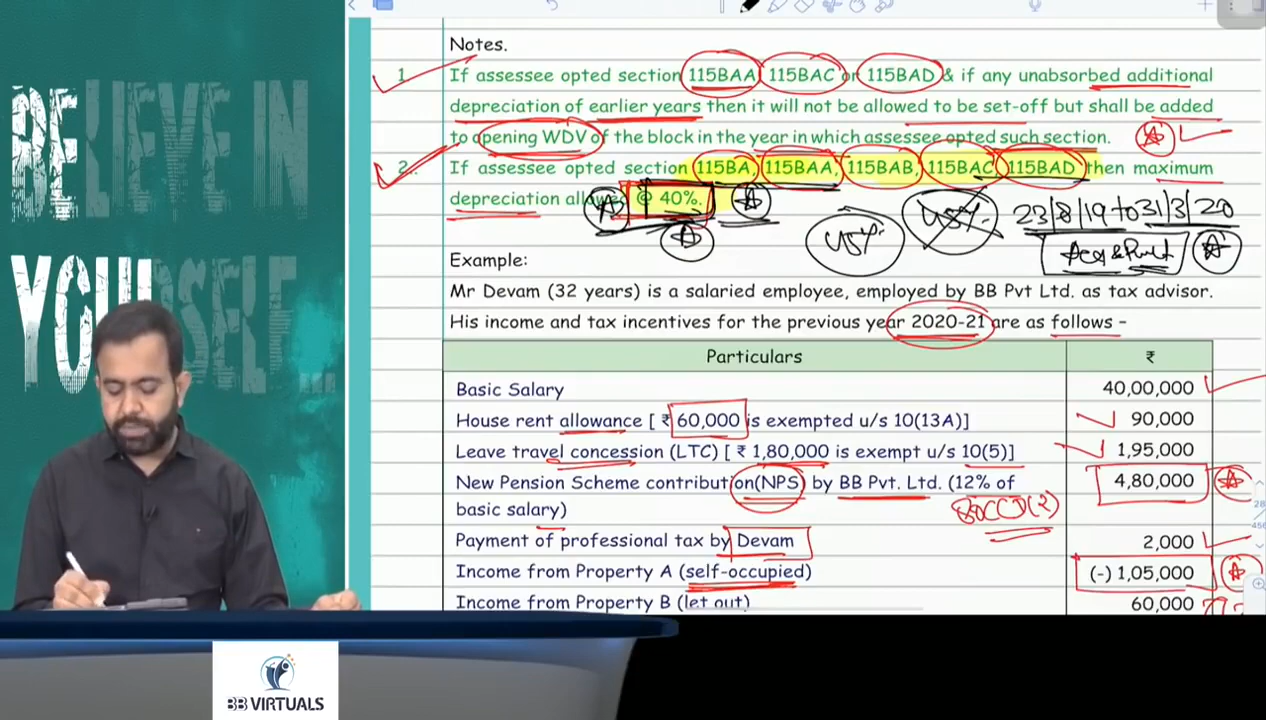 BELIEVE IN
YOURSELF...
Notes.
1 If assessee opted section 115BAA, 115BAC or 115BAD & if any unabsorbed additional
depreciation of earlier years then it will not be allowed to be set-off but shall be added
to opening WDV of the block in the year in which assessee opted such section.
2. If assessee opted section 115BA, 115BAA, 115BAB, 115BAC 115BAD then maximum
depreciation allowed @ 40%.
45%.
45%.
23/8/19 to 31/3/20
Acq & Put
Example:
Mr Devam (32 years) is a salaried employee, employed by BB Pvt Ltd. as tax advisor.
His income and tax incentives for the previous year 2020-21 are as follows -
Particulars ₹
Basic Salary 40,00,000
House rent allowance [ ₹ 60,000 is exempted u/s 10(13A)] 90,000
Leave travel concession (LTC) [ ₹ 1,80,000 is exempt u/s 10(5)] 1,95,000
New Pension Scheme contribution(NPS) by BB Pvt. Ltd. (12% of 4,80,000
basic salary)
80CCD(2)
Payment of professional tax by Devam 2,000
Income from Property A (self-occupied) (-) 1,05,000
Income from Property B (let out) 60,000
BB VIRTUALS